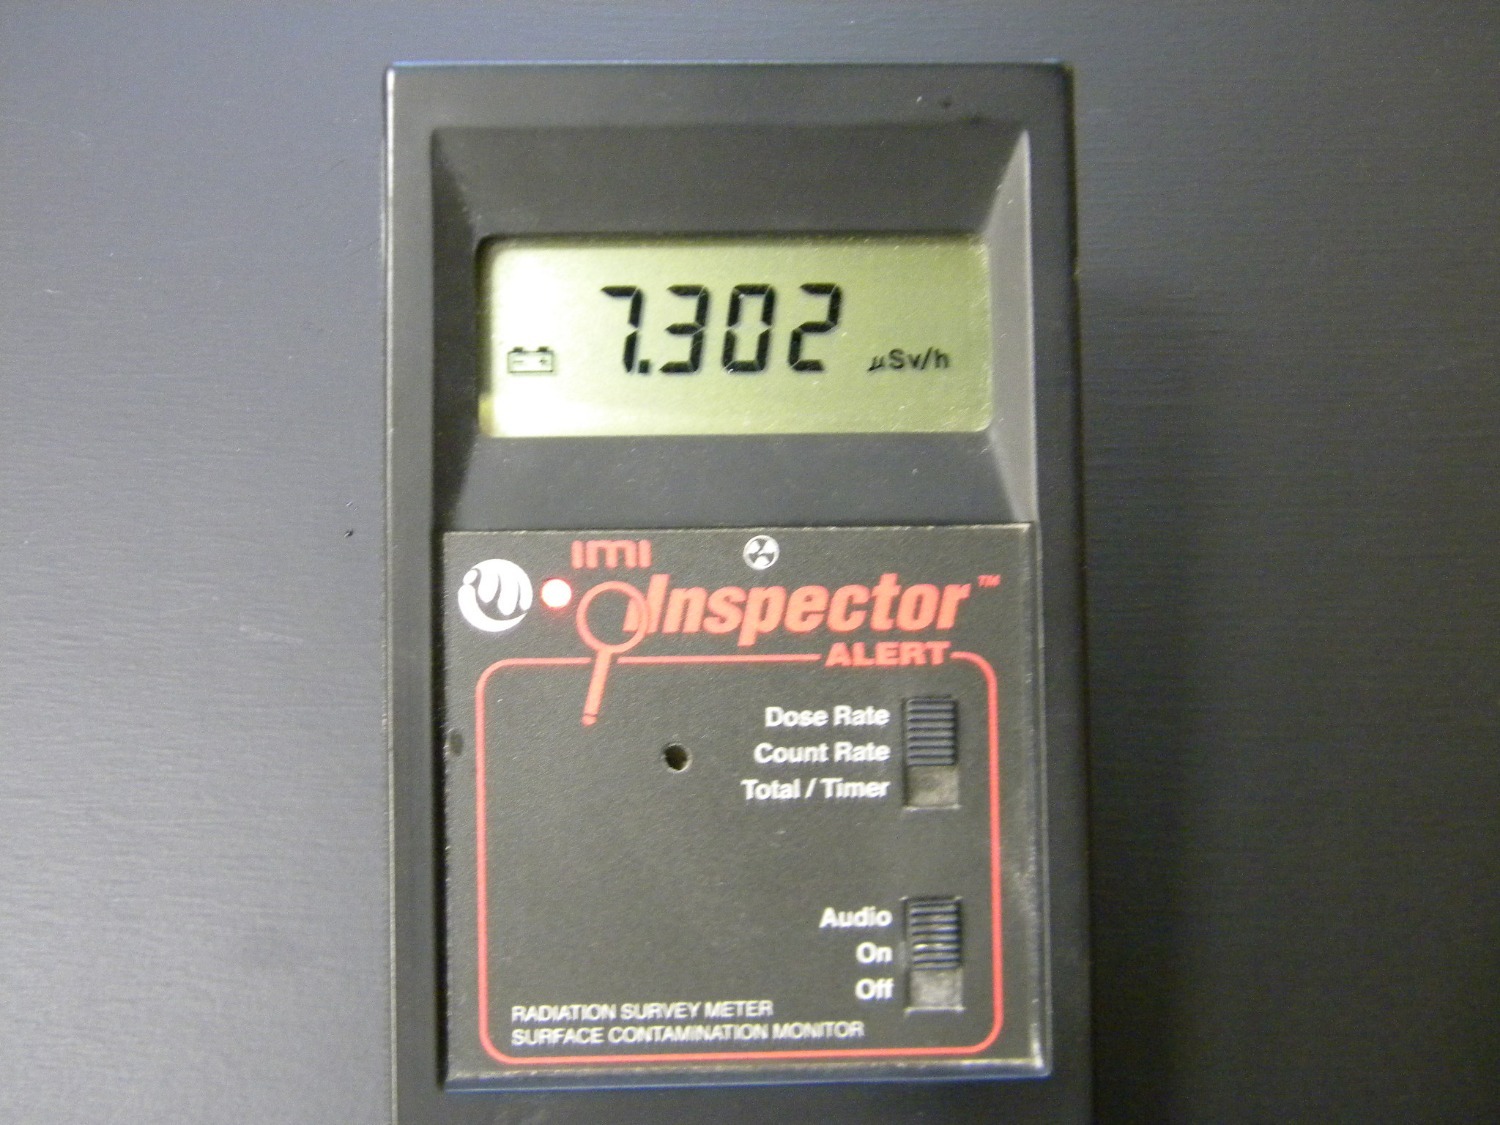 7.302
μSv/h
imi
Inspector™
ALERT
Dose Rate
Count Rate
Total / Timer
Audio
On
Off
RADIATION SURVEY METER
SURFACE CONTAMINATION MONITOR